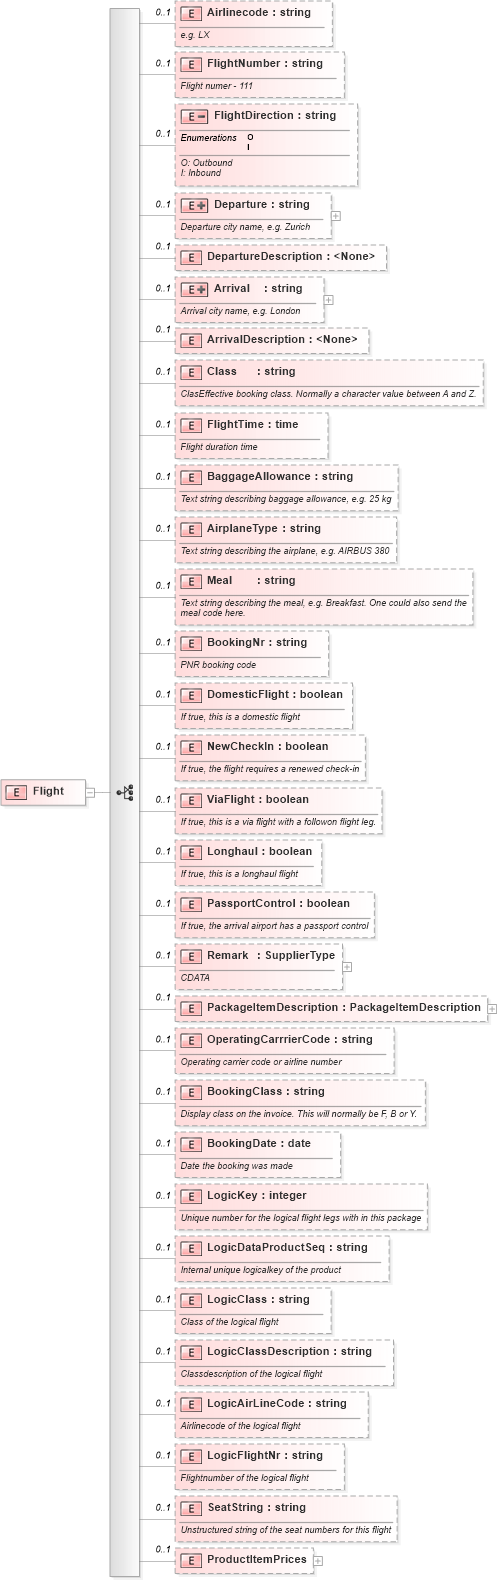 0..1
E Airlinecode : string
e.g. LX
0..1
E FlightNumber : string
Flight numer - 111
0..1
E FlightDirection : string
Enumerations O
I
O: Outbound
I: Inbound
0..1
E Departure : string
Departure city name, e.g. Zurich
0..1
E DepartureDescription : <None>
0..1
E Arrival : string
Arrival city name, e.g. London
0..1
E ArrivalDescription : <None>
0..1
E Class : string
ClasEffective booking class. Normally a character value between A and Z.
0..1
E FlightTime : time
Flight duration time
0..1
E BaggageAllowance : string
Text string describing baggage allowance, e.g. 25 kg
0..1
E AirplaneType : string
Text string describing the airplane, e.g. AIRBUS 380
0..1
E Meal : string
Text string describing the meal, e.g. Breakfast. One could also send the
meal code here.
0..1
E BookingNr : string
PNR booking code
0..1
E DomesticFlight : boolean
If true, this is a domestic flight
0..1
E NewCheckIn : boolean
If true, the flight requires a renewed check-in
E Flight
0..1
E ViaFlight : boolean
If true, this is a via flight with a followon flight leg.
0..1
E Longhaul : boolean
If true, this is a longhaul flight
0..1
E PassportControl : boolean
If true, the arrival airport has a passport control
0..1
E Remark : SupplierType
CDATA
0..1
E PackageItemDescription : PackageItemDescription
0..1
E OperatingCarrrierCode : string
Operating carrier code or airline number
0..1
E BookingClass : string
Display class on the invoice. This will normally be F, B or Y.
0..1
E BookingDate : date
Date the booking was made
0..1
E LogicKey : integer
Unique number for the logical flight legs with in this package
0..1
E LogicDataProductSeq : string
Internal unique logicalkey of the product
0..1
E LogicClass : string
Class of the logical flight
0..1
E LogicClassDescription : string
Classdescription of the logical flight
0..1
E LogicAirLineCode : string
Airlinecode of the logical flight
0..1
E LogicFlightNr : string
Flightnumber of the logical flight
0..1
E SeatString : string
Unstructured string of the seat numbers for this flight
0..1
E ProductItemPrices